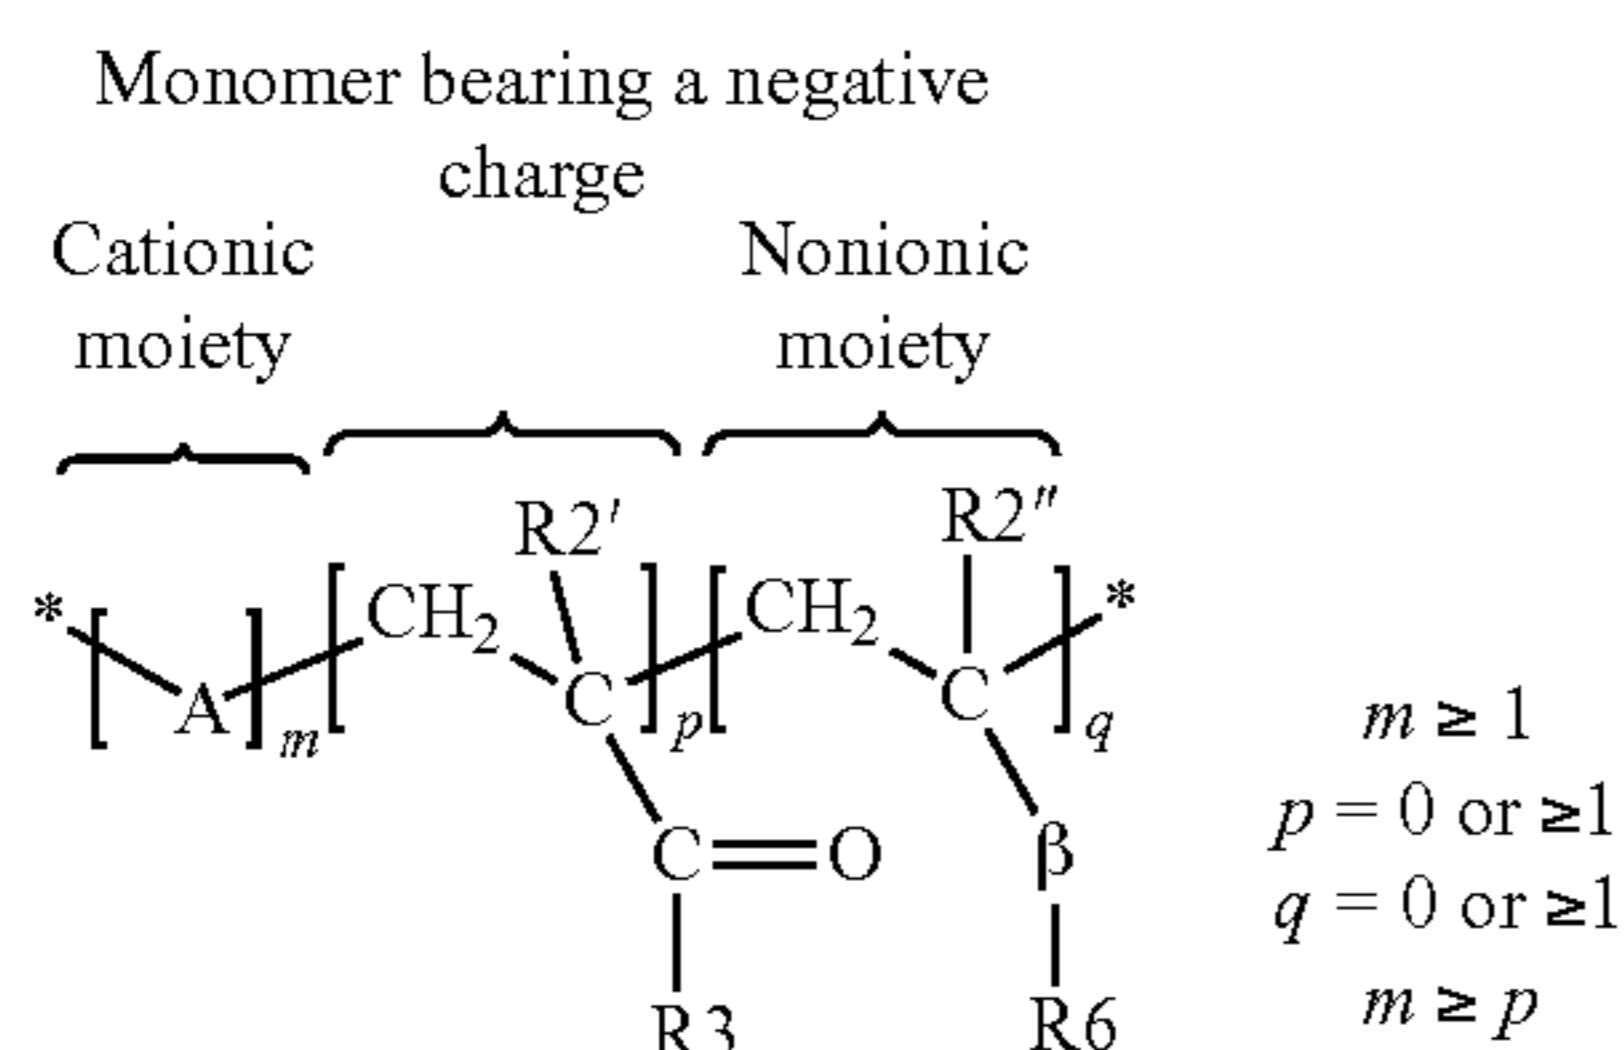 Monomer bearing a negative
charge
Cationic
moiety
Nonionic
moiety
R2′
R2″
*
[
A
]m
[
CH2
C
]p
[
CH2
C
]q
*
C=O
β
R3
R6
m ≥ 1
p = 0 or ≥1
q = 0 or ≥1
m ≥ p